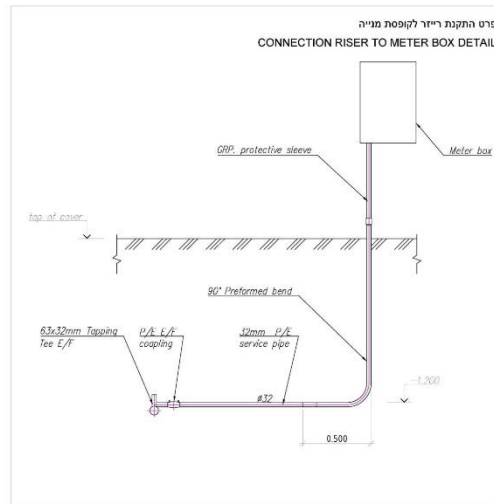 פרט התקנת רייזר לקופסת מנייה
CONNECTION RISER TO METER BOX DETAIL
GRP. protective sleeve
Meter box
top of cover
90° Preformed bend
63x32mm Tapping
Tee E/F
P/E E/F
coapling
32mm P/E
service pipe
ø32
-1.200
0.500